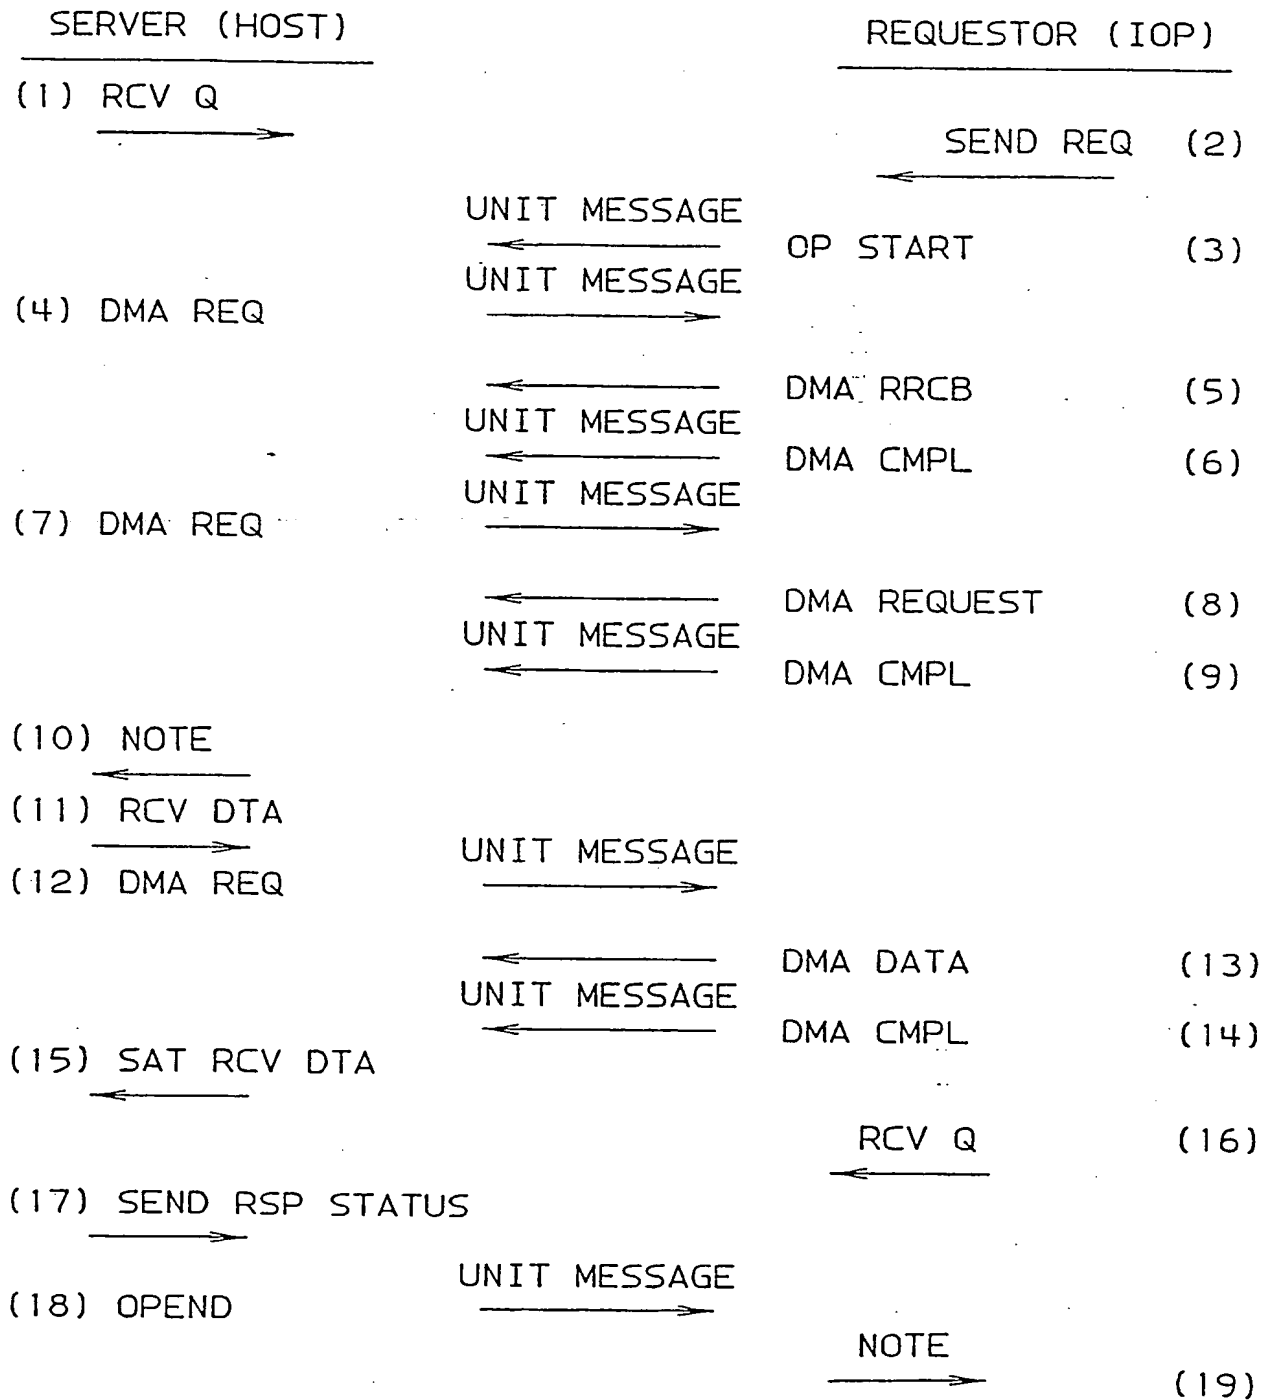 SERVER (HOST)
REQUESTOR (IOP)
(1) RCV Q
SEND REQ (2)
UNIT MESSAGE
OP START (3)
UNIT MESSAGE
(4) DMA REQ
DMA RRCB (5)
UNIT MESSAGE
DMA CMPL (6)
UNIT MESSAGE
(7) DMA REQ
DMA REQUEST (8)
UNIT MESSAGE
DMA CMPL (9)
(10) NOTE
(11) RCV DTA
UNIT MESSAGE
(12) DMA REQ
DMA DATA (13)
UNIT MESSAGE
DMA CMPL (14)
(15) SAT RCV DTA
RCV Q (16)
(17) SEND RSP STATUS
UNIT MESSAGE
(18) OPEND
NOTE
(19)